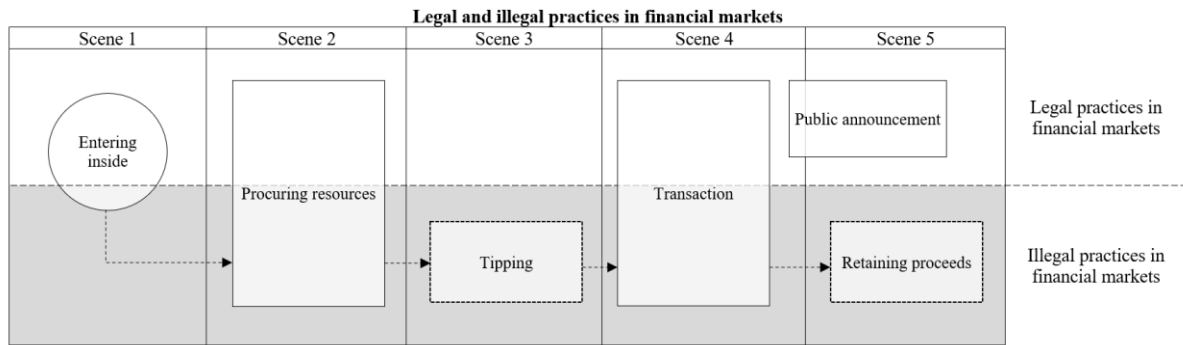 Legal and illegal practices in financial markets
Scene 1
Scene 2
Scene 3
Scene 4
Scene 5
Entering
inside
Procuring resources
Tipping
Transaction
Public announcement
Retaining proceeds
Legal practices in
financial markets
Illegal practices in
financial markets